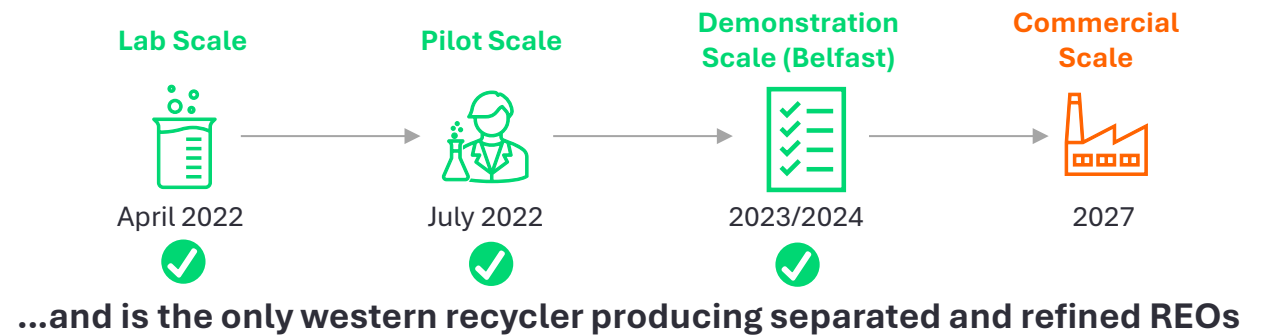 Lab Scale
Pilot Scale
Demonstration
Scale (Belfast)
Commercial
Scale
April 2022
July 2022
2023/2024
2027
...and is the only western recycler producing separated and refined REOs